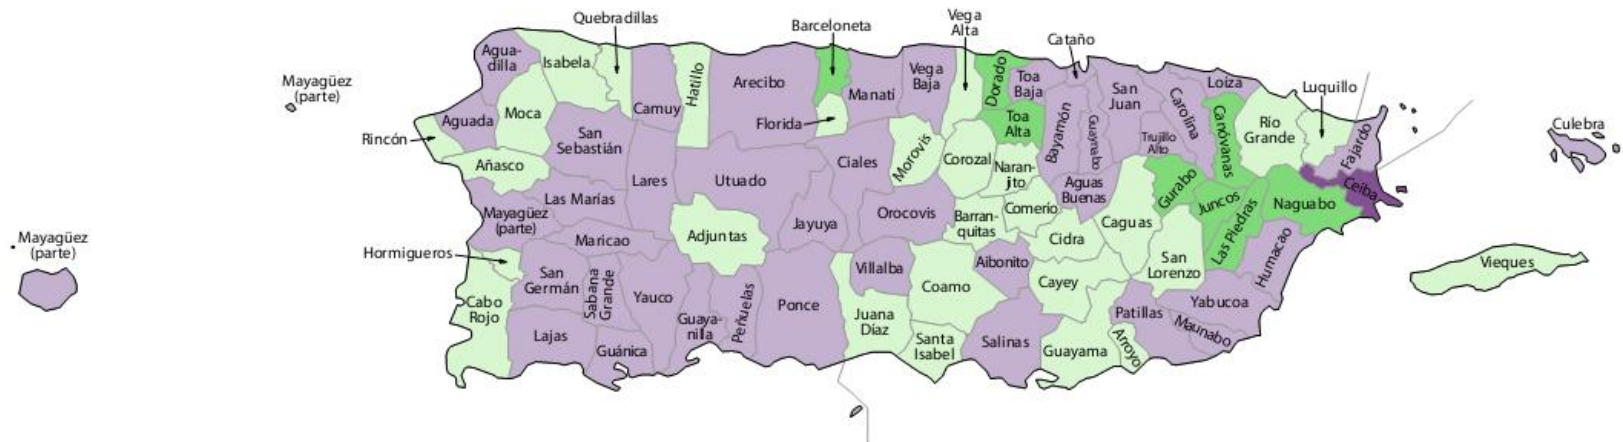 Quebradillas
Barceloneta
Vega
Alta
Cataño
Mayagüez
(parte)
Agua-
dilla
Isabela
Hatillo
Arecibo
Manatí
Vega
Baja
Dorado
Toa
Baja
San
Juan
Carolina
Loíza
Luquillo
Camuy
Moca
Aguada
Rincón
San
Sebastián
Florida
Toa
Alta
Bayamón
Guaynabo
Trujillo
Alto
Canóvanas
Río
Grande
Fajardo
Culebra
Añasco
Ciales
Morovis
Corozal
Naran-
jito
Lares
Utuado
Aguas
Buenas
Gurabo
Juncos
Naguabo
Ceiba
Las Marías
Mayagüez
(parte)
Jayuya
Orocovis
Barran-
quitas
Comerío
Caguas
Las Piedras
Mayagüez
(parte)
Hormigueros
Maricao
Adjuntas
Cidra
Humacao
San
Germán
Sabana
Grande
Yauco
Guaya-
nilla
Peñuelas
Ponce
Villalba
Coamo
Aibonito
Cayey
San
Lorenzo
Vieques
Cabo
Rojo
Lajas
Guánica
Juana
Díaz
Santa
Isabel
Salinas
Guayama
Arroyo
Patillas
Yabucoa
Maunabo